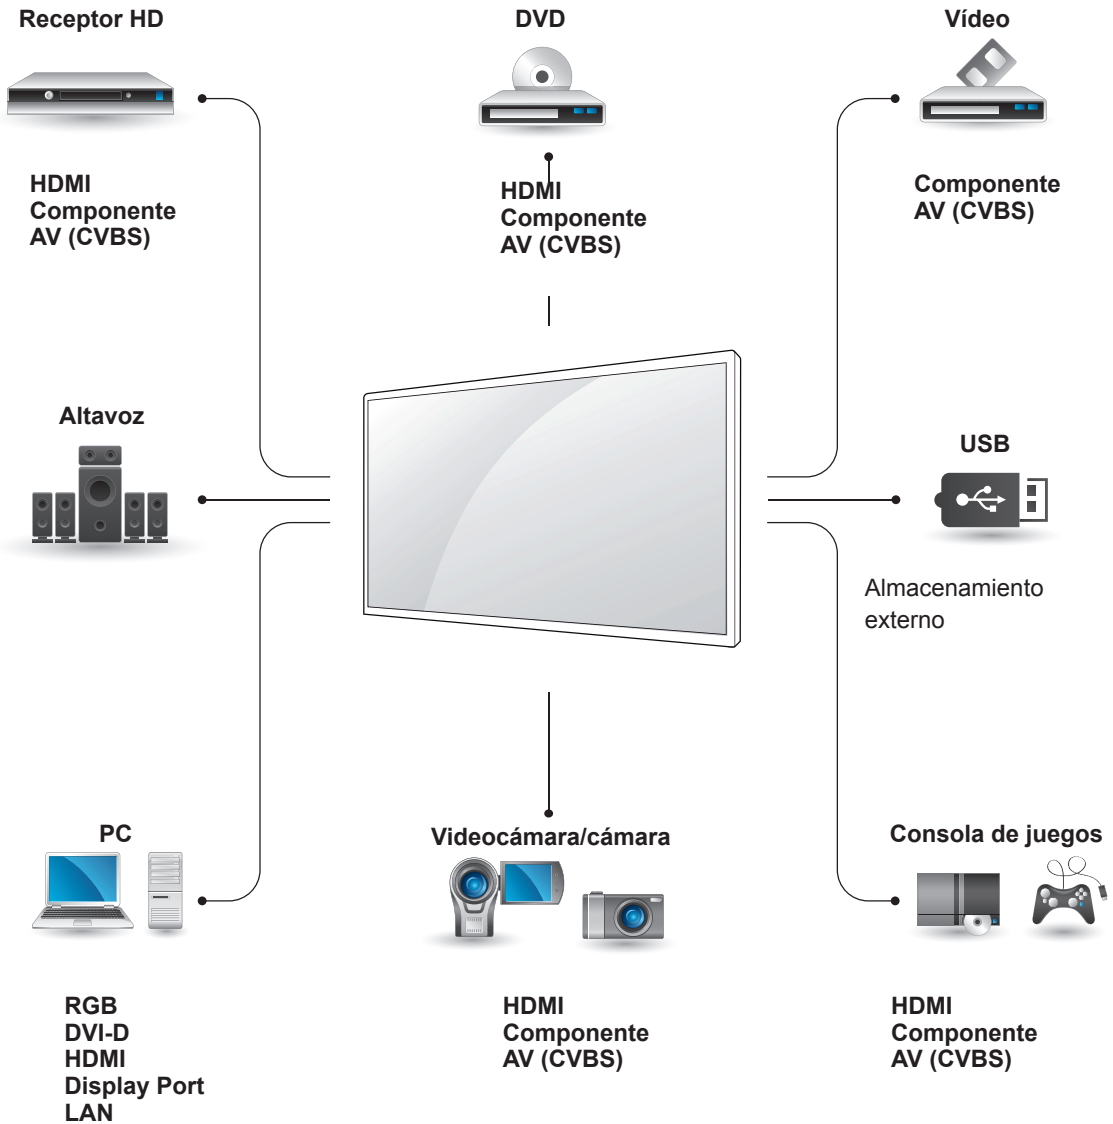 Receptor HD
HDMI
Componente
AV (CVBS)
DVD
HDMI
Componente
AV (CVBS)
Vídeo
Componente
AV (CVBS)
Altavoz
USB
Almacenamiento
externo
PC
RGB
DVI-D
HDMI
Display Port
LAN
Videocámara/cámara
HDMI
Componente
AV (CVBS)
Consola de juegos
HDMI
Componente
AV (CVBS)